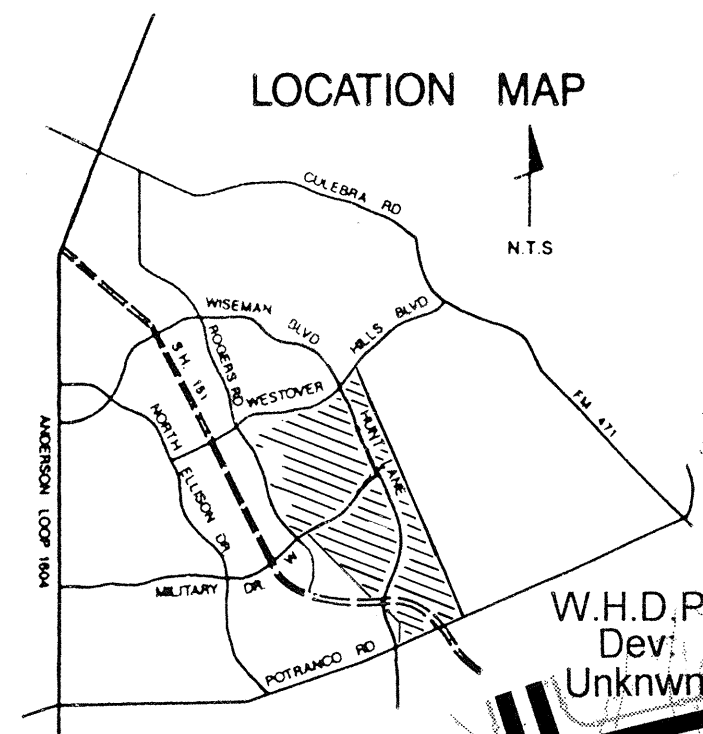 LOCATION MAP
CULEBRA RD
N.T.S
WISEMAN BLVD
HILLS BLVD
S.H. 151
ROGERS RD
WESTOVER
NORTH
ELLISON DR
HUNT LANE
FM 471
ANDERSON LOOP 1604
MILITARY DR. W
POTRANCO RD
W.H.D.P
Dev:
Unknwn